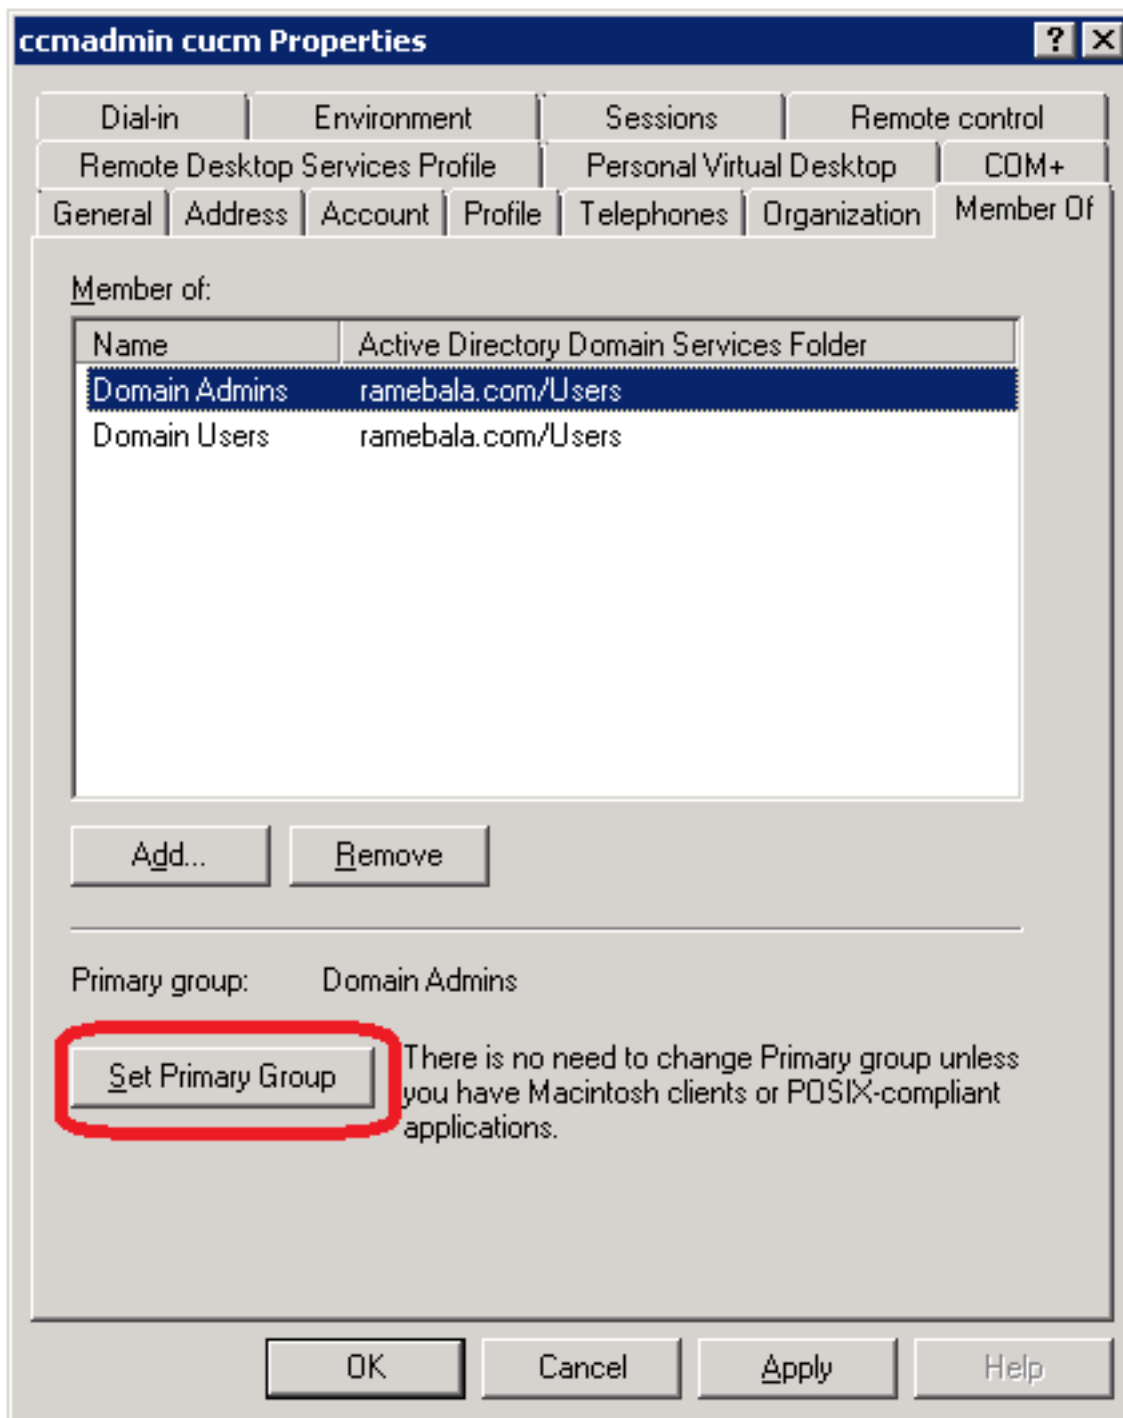 ccmadmin cucm Properties ? X
Dial-in Environment Sessions Remote control
Remote Desktop Services Profile Personal Virtual Desktop COM+
General Address Account Profile Telephones Organization Member Of
Member of:
Name Active Directory Domain Services Folder
Domain Admins ramebala.com/Users
Domain Users ramebala.com/Users
Add... Remove
Primary group: Domain Admins
Set Primary Group
There is no need to change Primary group unless
you have Macintosh clients or POSIX-compliant
applications.
OK Cancel Apply Help